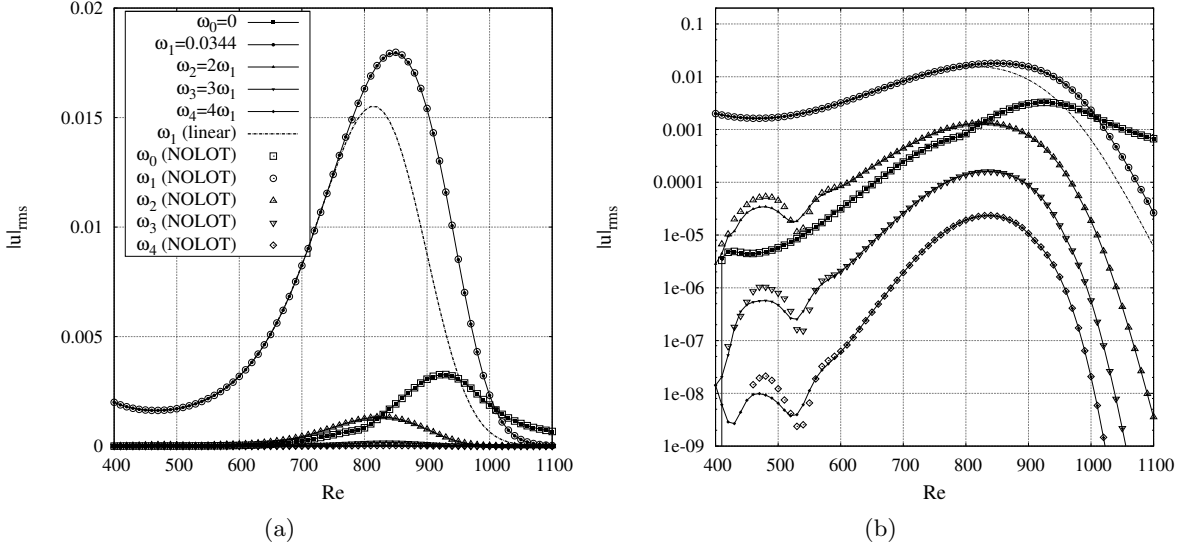 0.02
0.015
0.01
0.005
0
400 500 600 700 800 900 1000 1100
|u|rms
Re
ω0=0
ω1=0.0344
ω2=2ω1
ω3=3ω1
ω4=4ω1
ω1 (linear)
ω0 (NOLOT)
ω1 (NOLOT)
ω2 (NOLOT)
ω3 (NOLOT)
ω4 (NOLOT)
(a)
0.1
0.01
0.001
0.0001
1e-05
1e-06
1e-07
1e-08
1e-09
400 500 600 700 800 900 1000 1100
|u|rms
Re
(b)